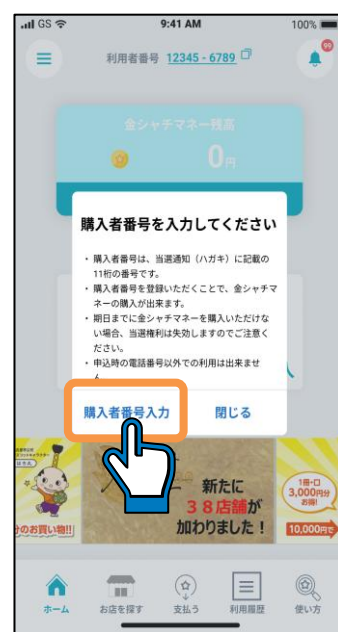 GS
9:41 AM
100%
利用者番号 12345 - 6789
99
金シャチマネー残高
0円
購入者番号を入力してください
・ 購入者番号は、当選通知（ハガキ）に記載の
11桁の番号です。
・ 購入者番号を登録いただくことで、金シャチマ
ネーの購入が出来ます。
・ 期日までに金シャチマネーを購入いただけな
い場合、当選権利は失効しますのでご注意く
ださい。
・ 申込時の電話番号以外での利用は出来ませ
ん
購入者番号入力
閉じる
のお買い物!!
新たに
３８店舗が
加わりました！
1冊・口
3,000円分
お得!
10,000円で
ホーム
お店を探す
支払う
利用履歴
使い方